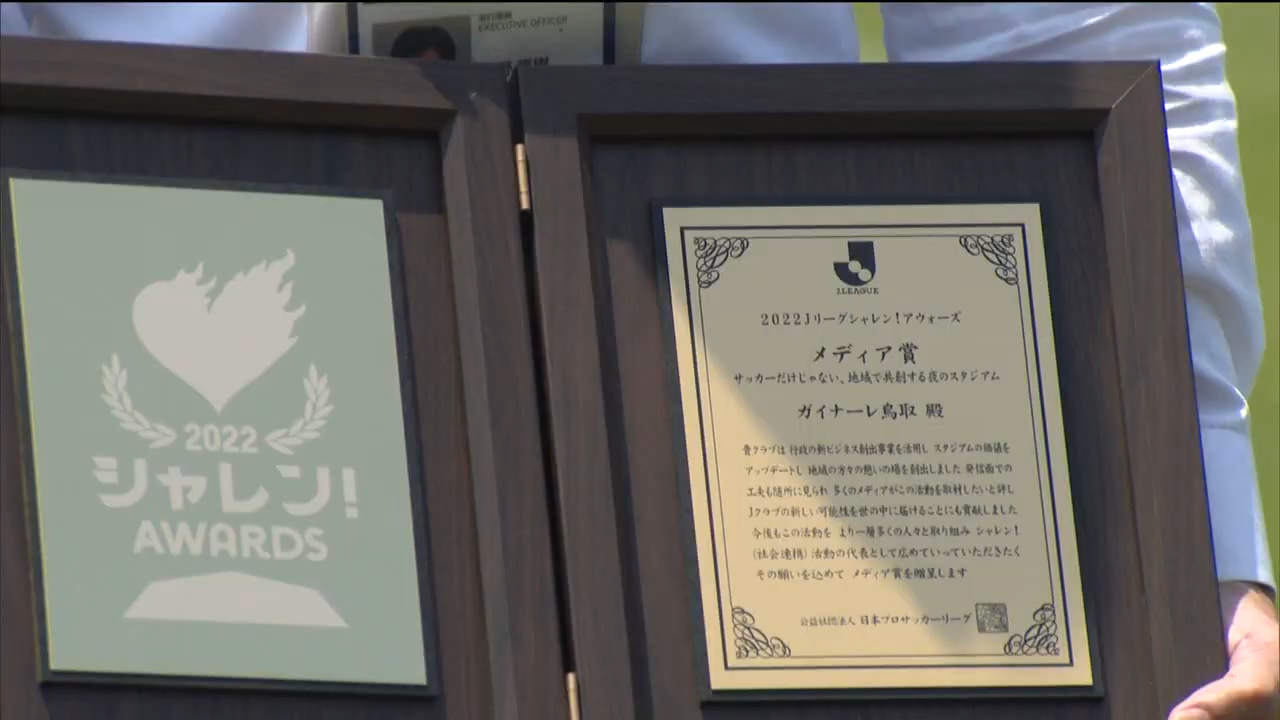 執行役員
EXECUTIVE OFFICER
2022
シャレン!
AWARDS
J.LEAGUE
2022Jリーグシャレン!アウォーズ
メディア賞
サッカーだけじゃない、地域で共創する夜のスタジアム
ガイナーレ鳥取 殿
貴クラブは 行政の新ビジネス創出事業を活用し スタジアムの価値を
アップデートし 地域の方々の憩いの場を創出しました 発信面での
工夫も随所に見られ 多くのメディアがこの活動を取材したいと評し
Jクラブの新しい可能性を世の中に届けることにも貢献しました
今後もこの活動を より一層多くの人々と取り組み シャレン!
(社会連携) 活動の代表として広めていっていただきたく
その願いを込めて メディア賞を贈呈します
公益社団法人 日本プロサッカーリーグ